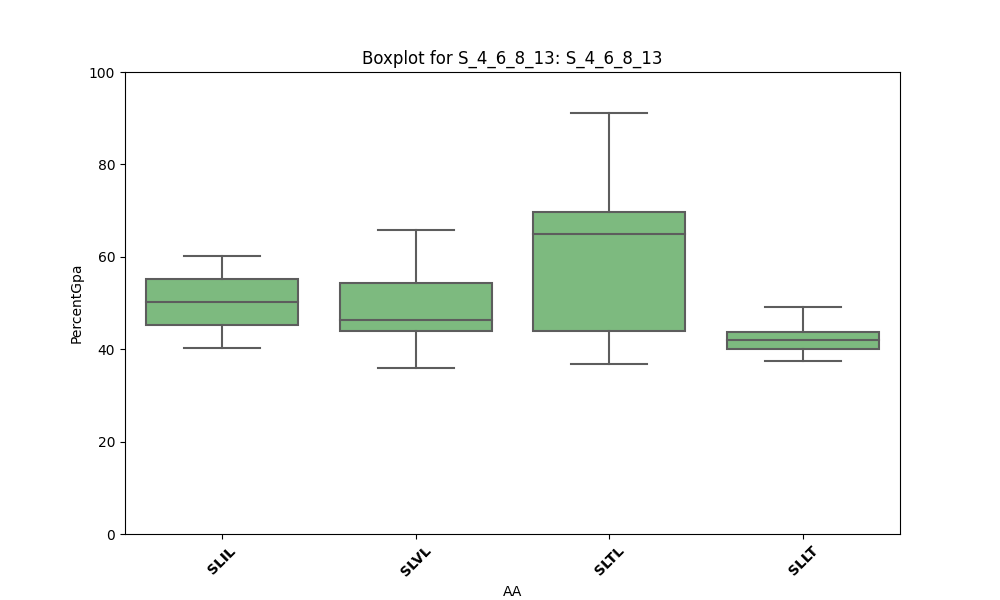 Boxplot for S_4_6_8_13: S_4_6_8_13
100
80
60
40
20
0
PercentGpa
SLIL
SLVL
SLTL
SLLT
AA